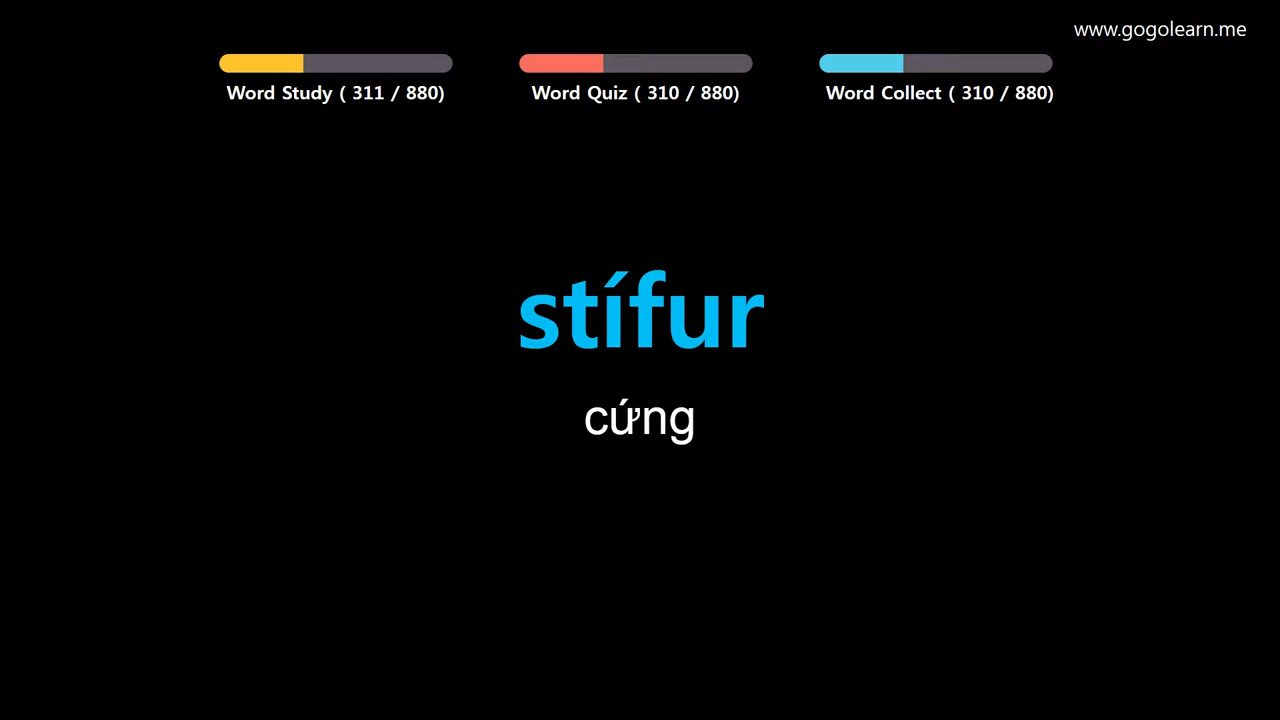 www.gogolearn.me
Word Study ( 311 / 880)
Word Quiz ( 310 / 880)
Word Collect ( 310 / 880)
stífur
cứng